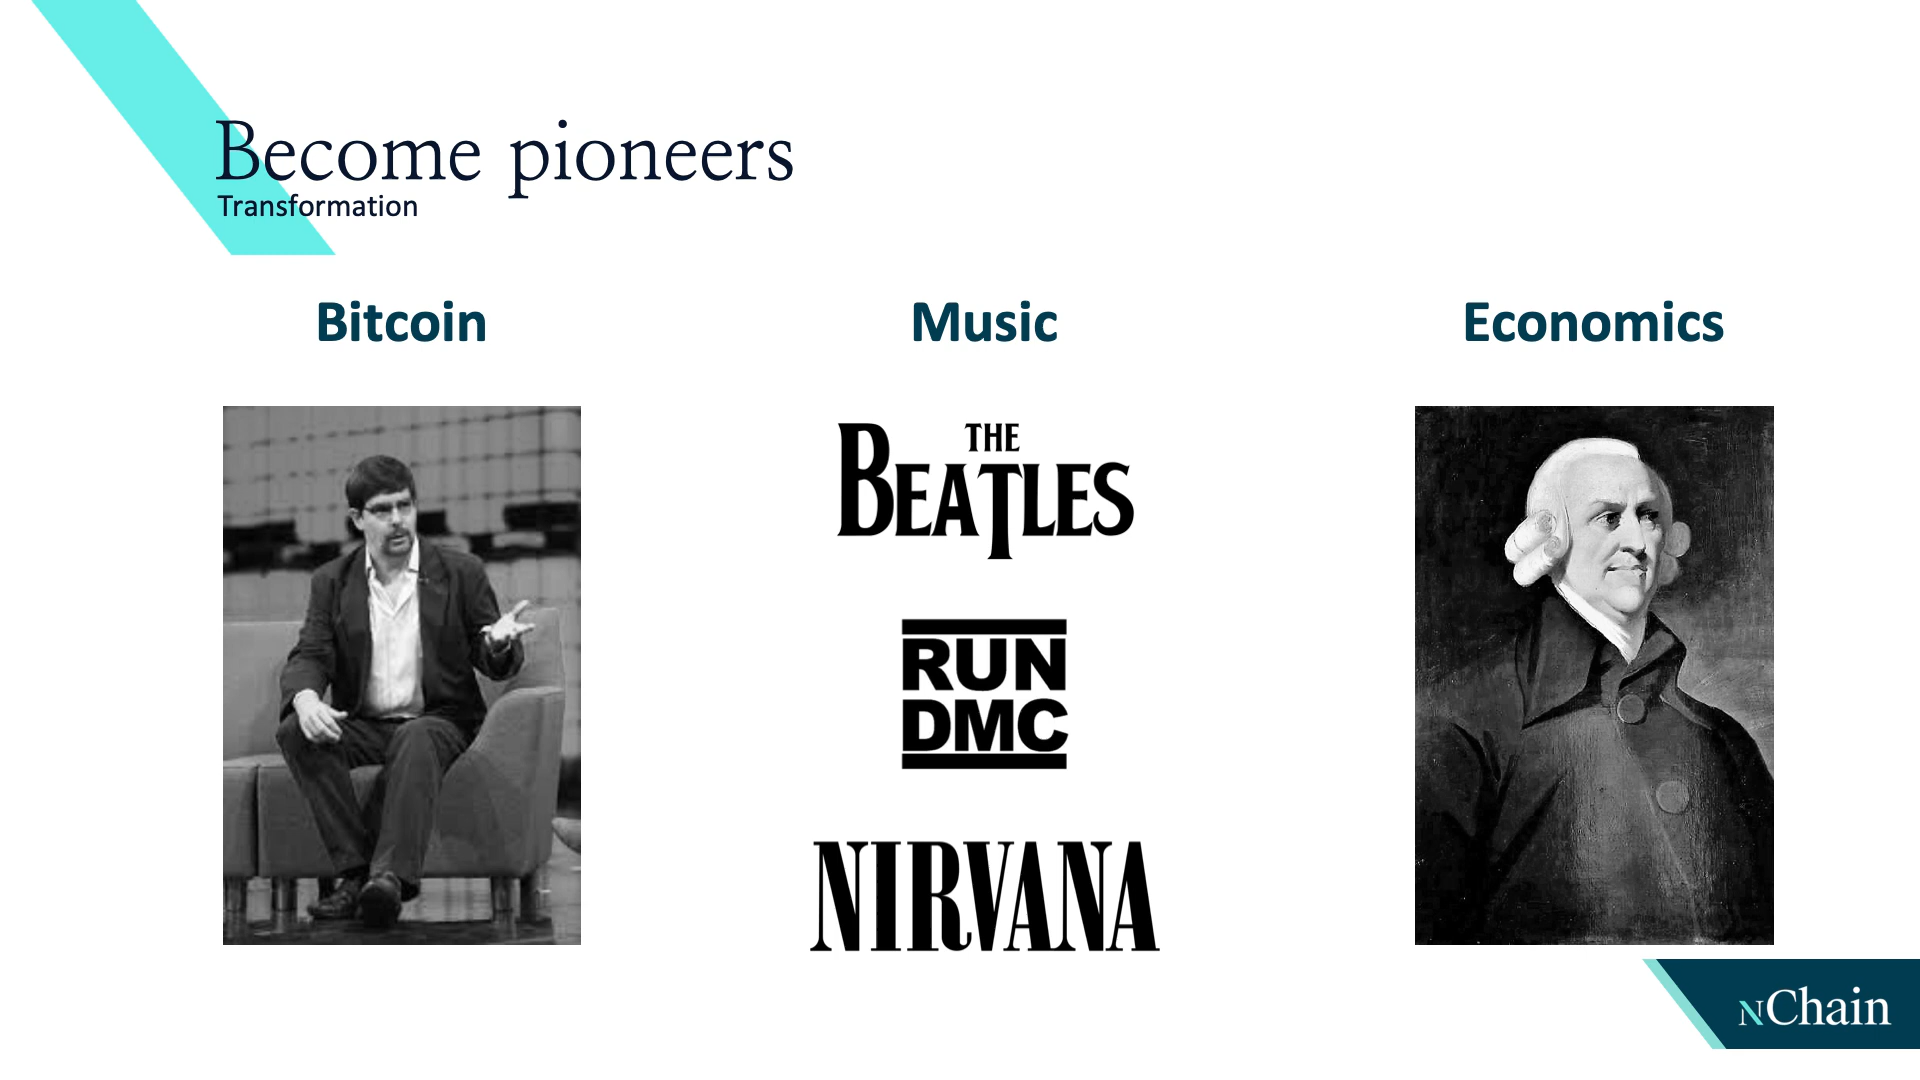 Become pioneers
Transformation
Bitcoin
Music
Economics
THE
BEATLES
RUN
DMC
NIRVANA
nChain